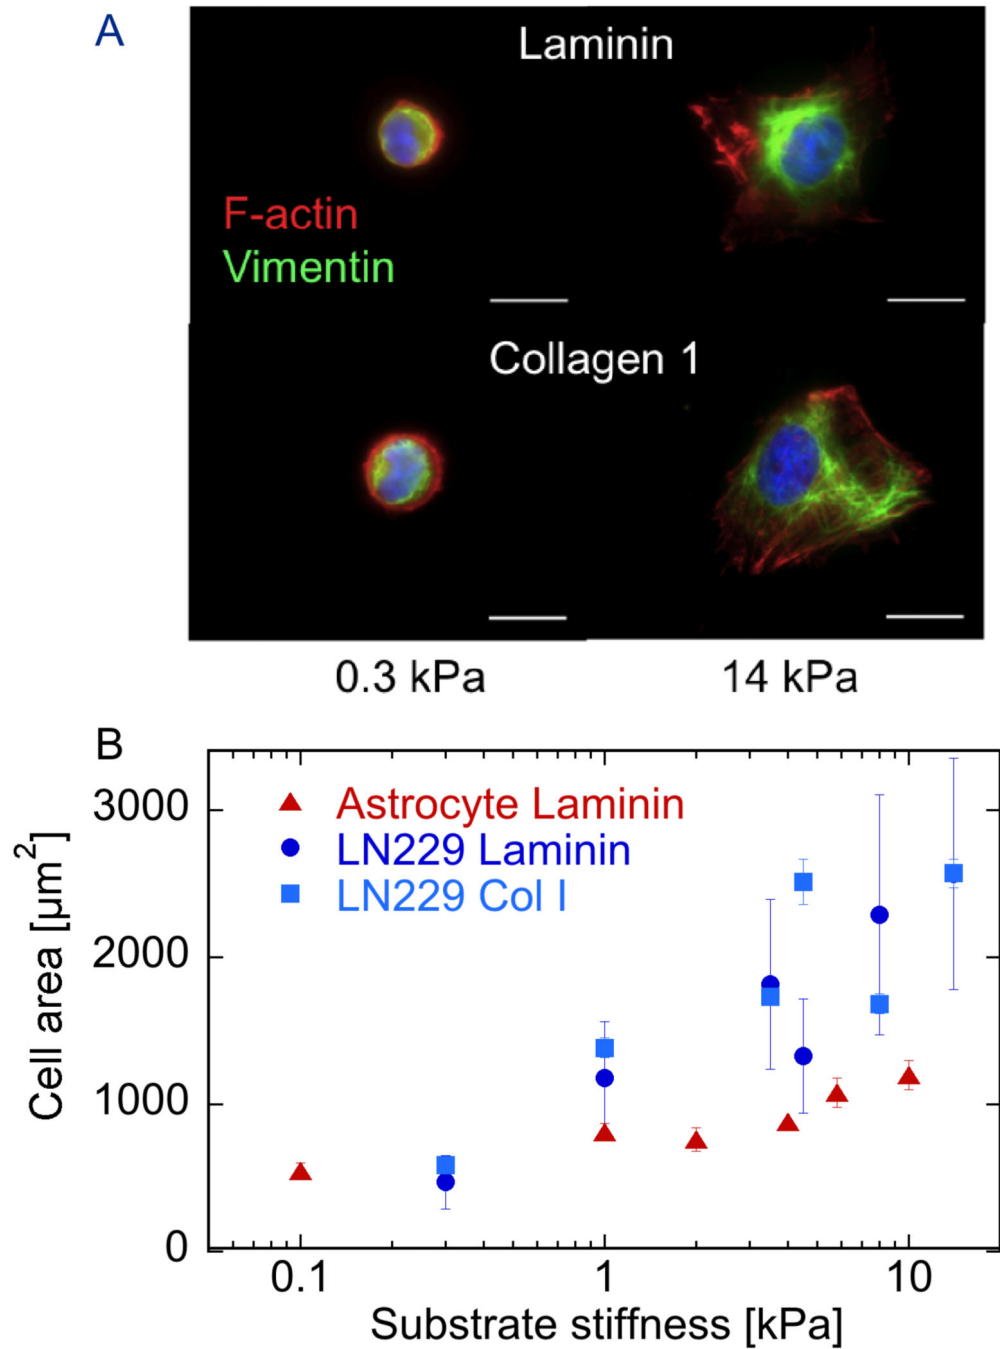 A
Laminin
F-actin
Vimentin
Collagen 1
0.3 kPa
14 kPa
B
Astrocyte Laminin
LN229 Laminin
LN229 Col I
3000
2000
1000
0
Cell area [µm²]
0.1
1
10
Substrate stiffness [kPa]